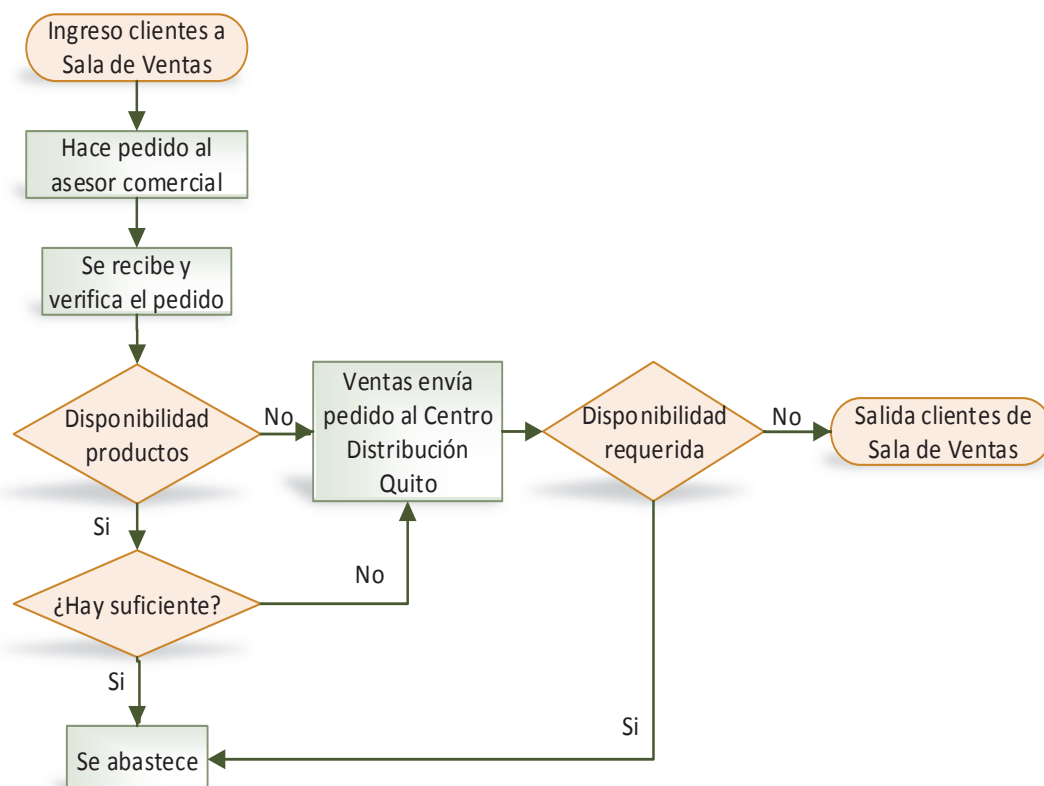 Ingreso clientes a
Sala de Ventas
Hace pedido al
asesor comercial
Se recibe y
verifica el pedido
Disponibilidad
productos
No
Ventas envía
pedido al Centro
Distribución
Quito
Disponibilidad
requerida
No
Salida clientes de
Sala de Ventas
Si
¿Hay suficiente?
No
Si
Si
Se abastece